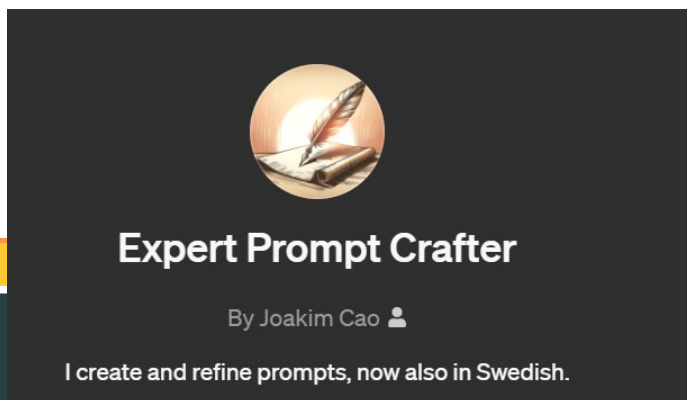 Expert Prompt Crafter
By Joakim Cao
I create and refine prompts, now also in Swedish.